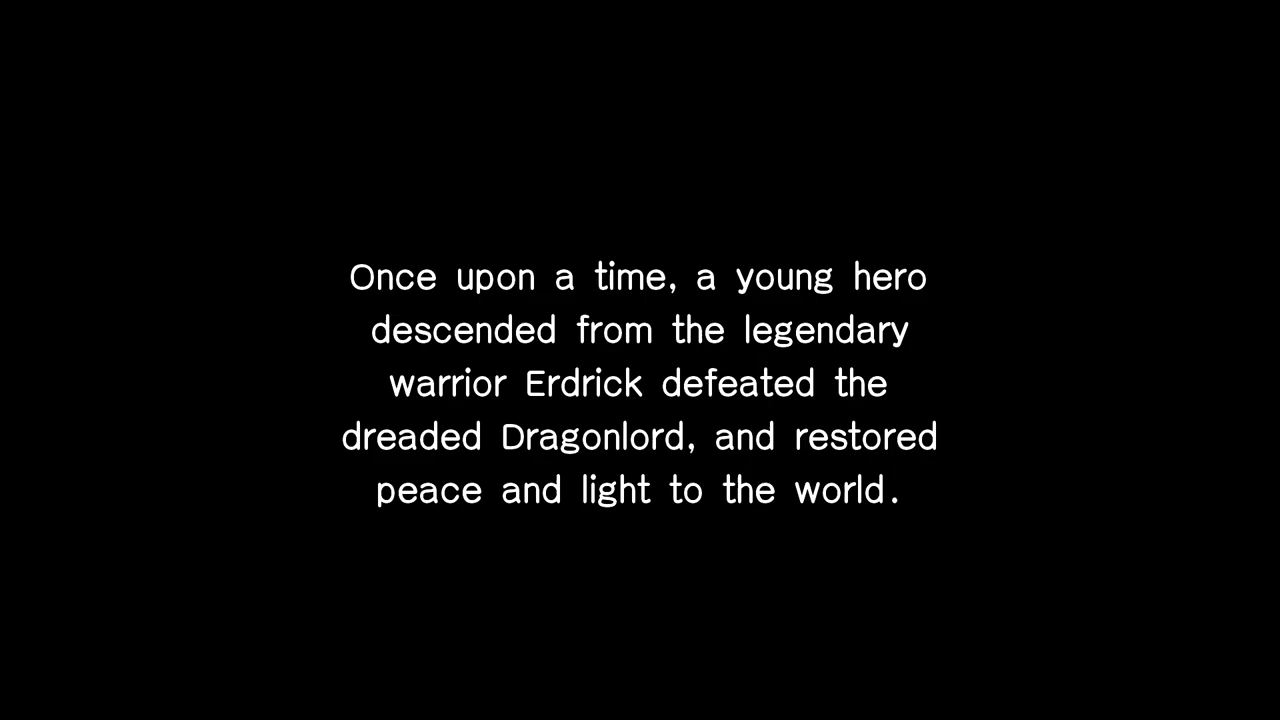 Once upon a time, a young hero
descended from the legendary
warrior Erdrick defeated the
dreaded Dragonlord, and restored
peace and light to the world.